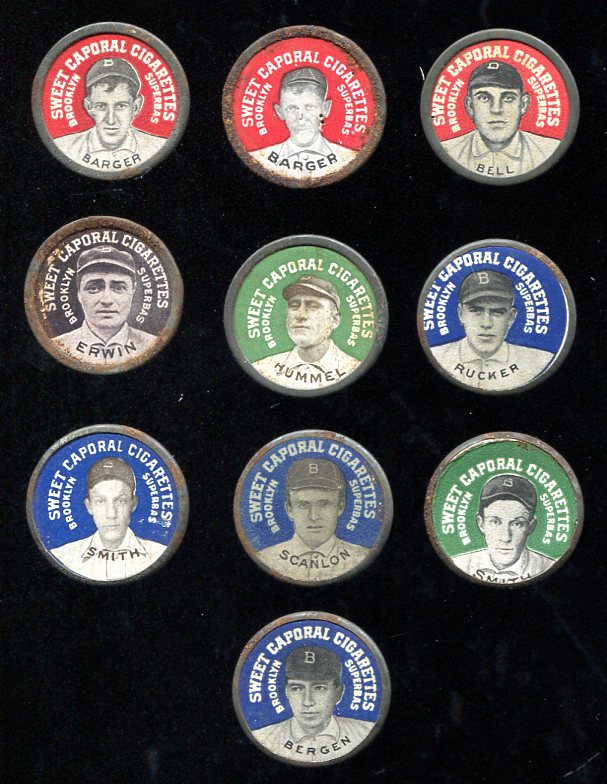 SWEET CAPORAL CIGARETTES
BROOKLYN SUPERBAS
BARGER
SWEET CAPORAL CIGARETTES
BROOKLYN SUPERBAS
BARGER
SWEET CAPORAL CIGARETTES
BROOKLYN SUPERBAS
B
BELL
SWEET CAPORAL CIGARETTES
BROOKLYN SUPERBAS
B
ERWIN
SWEET CAPORAL CIGARETTES
BROOKLYN SUPERBAS
HUMMEL
SWEET CAPORAL CIGARETTES
BROOKLYN SUPERBAS
B
RUCKER
SWEET CAPORAL CIGARETTES
BROOKLYN SUPERBAS
B
SMITH
SWEET CAPORAL CIGARETTES
BROOKLYN SUPERBAS
B
SCANLON
SWEET CAPORAL CIGARETTES
BROOKLYN SUPERBAS
B
SMITH
SWEET CAPORAL CIGARETTES
BROOKLYN SUPERBAS
B
BERGEN